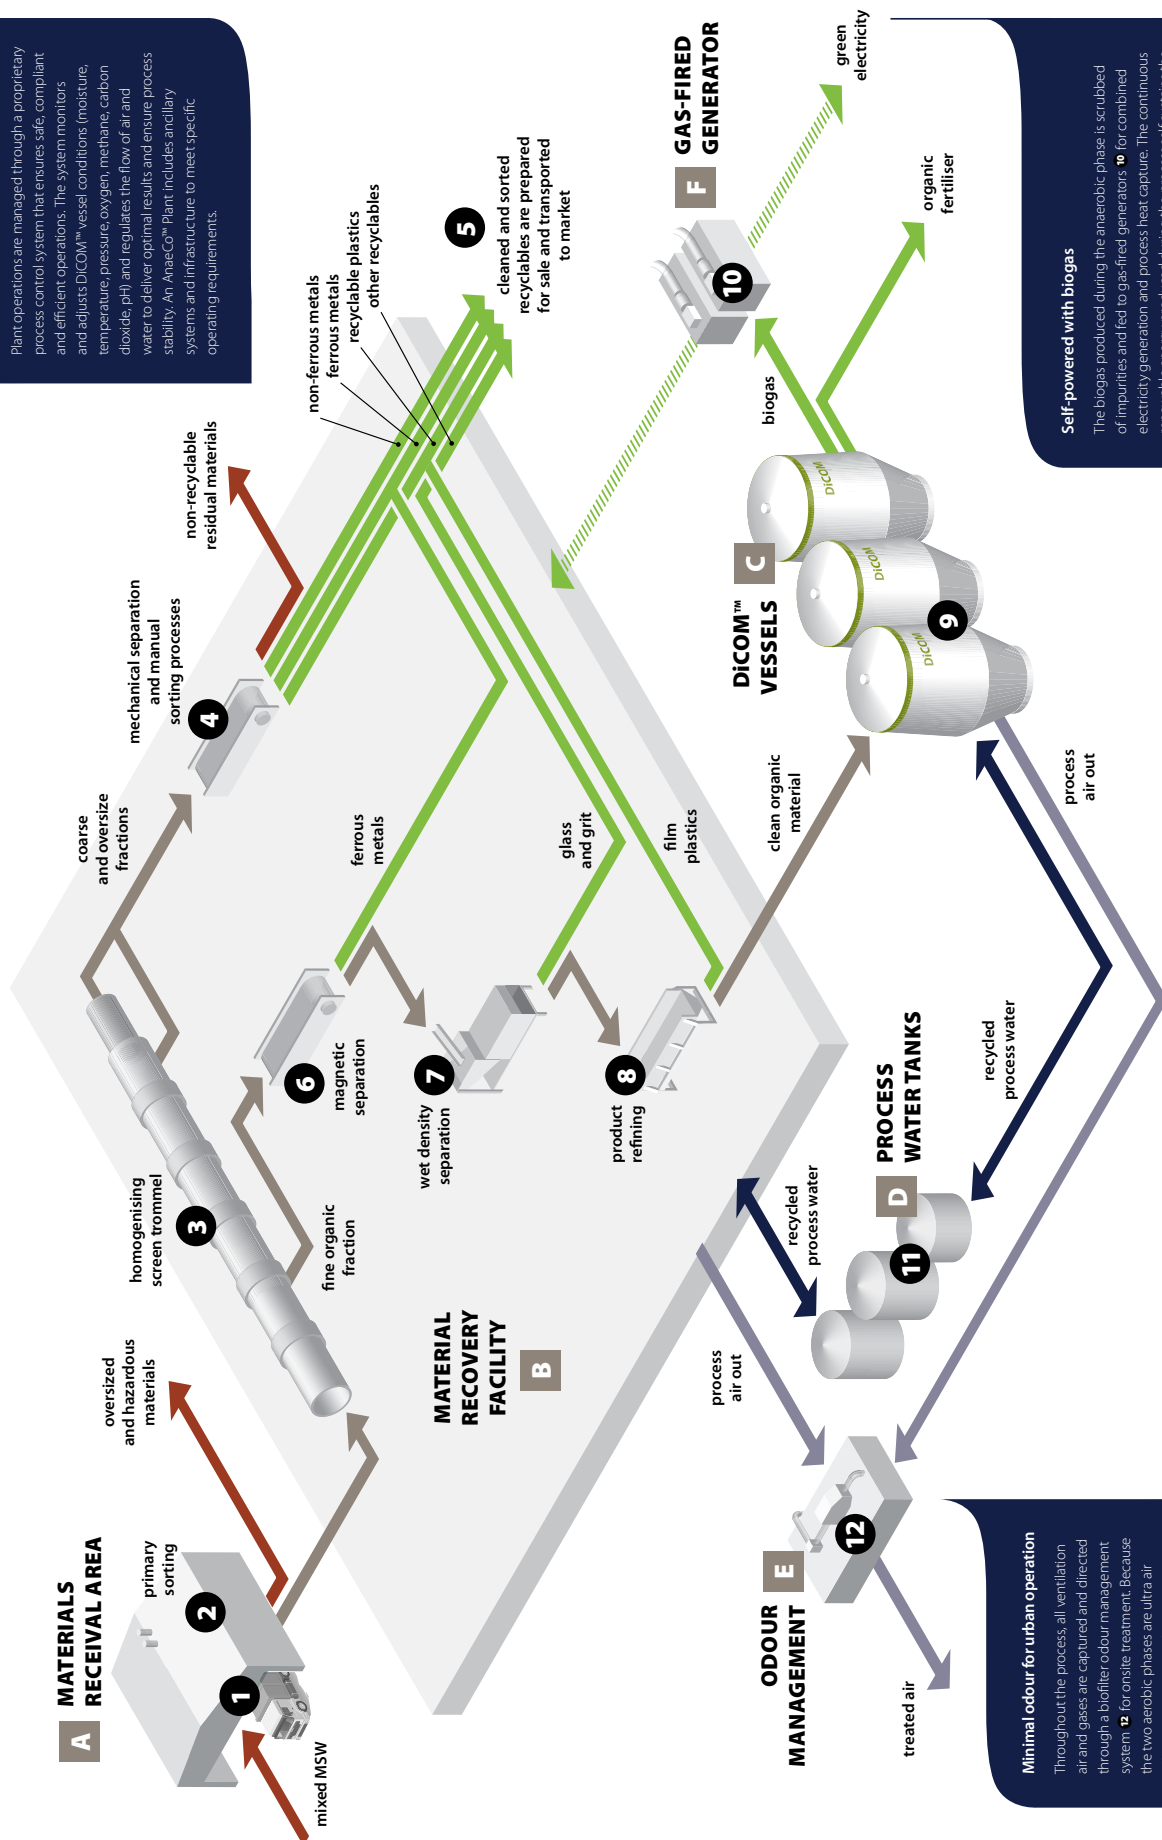 Plant operations are managed through a proprietary
process control system that ensures safe, compliant
and efficient operations. The system monitors
and adjusts DiCOM™ vessel conditions (moisture,
temperature, pressure, oxygen, methane, carbon
dioxide, pH) and regulates the flow of air and
water to deliver optimal results and ensure process
stability. An AnaeCo™ Plant includes ancillary
systems and infrastructure to meet specific
operating requirements.
A
MATERIALS
RECEIVAL AREA
mixed MSW
1
2
primary
sorting
oversized
and hazardous
materials
homogenising
screen trommel
3
fine organic
fraction
coarse
and oversize
fractions
mechanical separation
and manual
sorting processes
4
non-recyclable
residual materials
non-ferrous metals
ferrous metals
recyclable plastics
other recyclables
5
cleaned and sorted
recyclables are prepared
for sale and transported
to market
6
magnetic
separation
ferrous
metals
7
wet density
separation
glass
and grit
8
product
refining
film
plastics
MATERIAL
RECOVERY
FACILITY
B
clean organic
material
C
DiCOM™
VESSELS
DiCOM
DiCOM
DiCOM
9
biogas
F
GAS-FIRED
GENERATOR
10
green
electricity
organic
fertiliser
process
air out
recycled
process water
D
PROCESS
WATER TANKS
11
recycled
process water
process
air out
E
ODOUR
MANAGEMENT
12
treated air
Minimal odour for urban operation
Throughout the process, all ventilation
air and gases are captured and directed
through a biofilter odour management
system 12 for onsite treatment. Because
the two aerobic phases are ultra air
Self-powered with biogas
The biogas produced during the anaerobic phase is scrubbed
of impurities and fed to gas-fired generators 10 for combined
electricity generation and process heat capture. The continuous